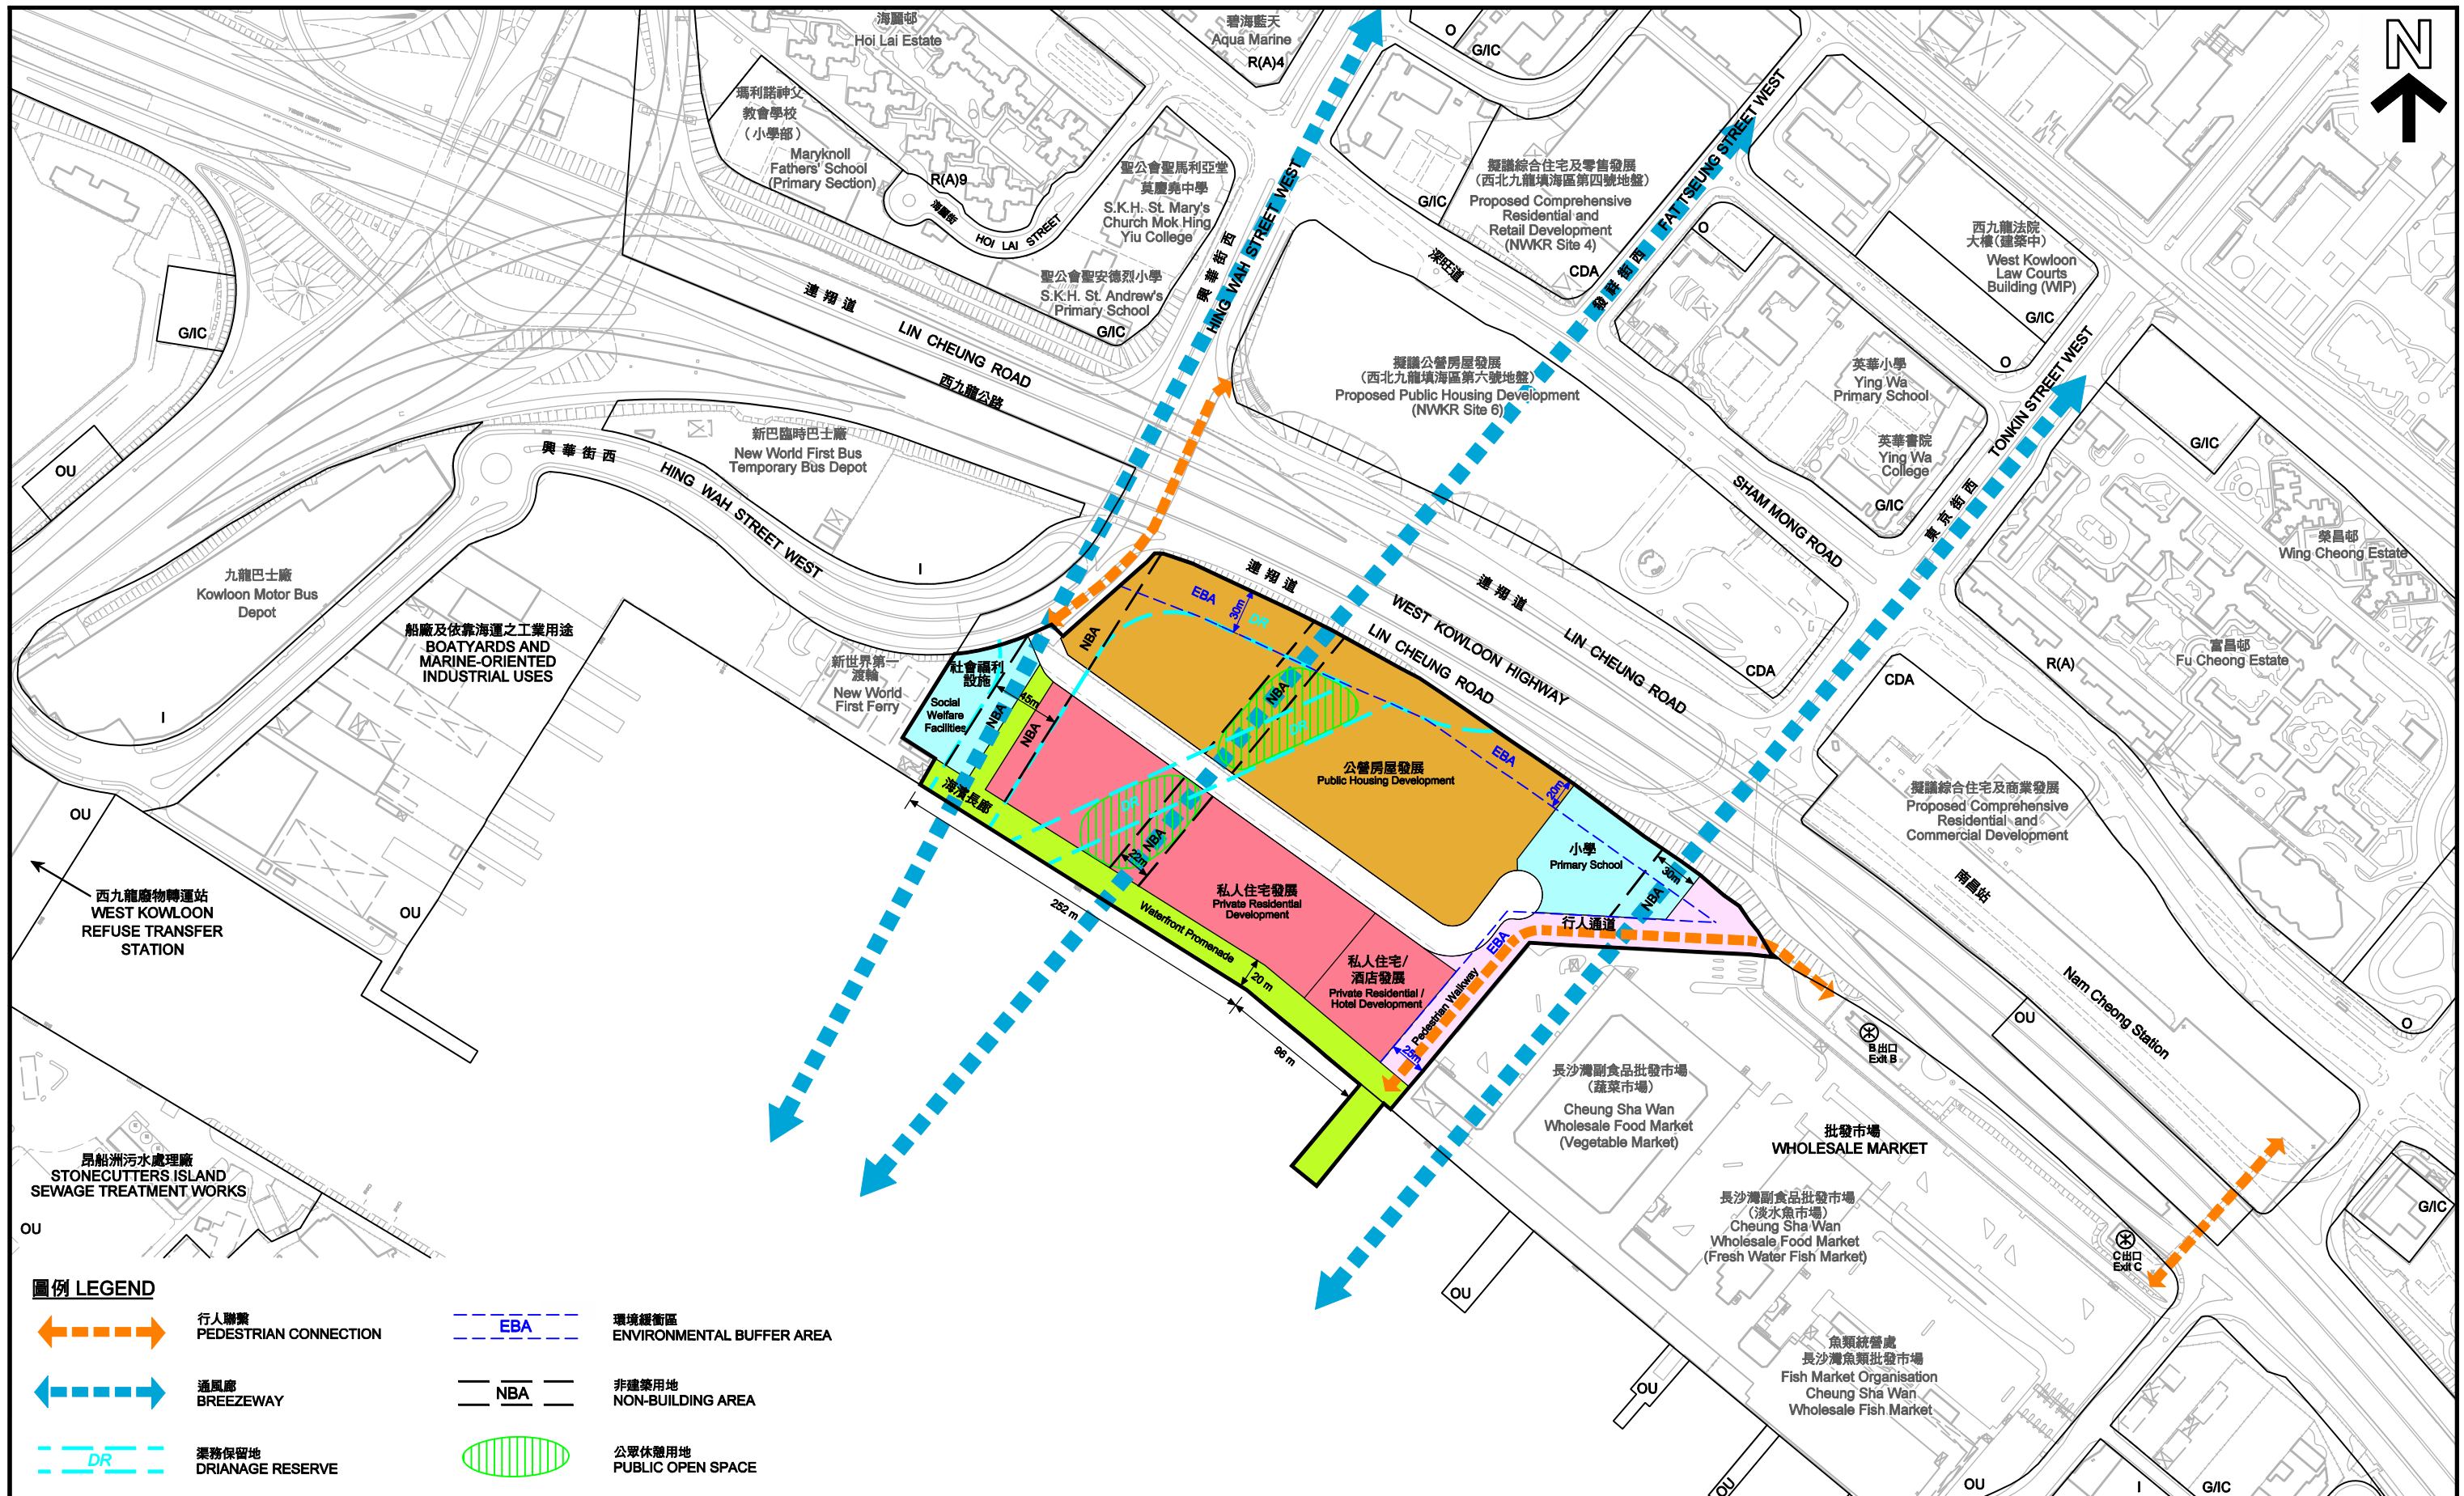 海麗邨
Hoi Lai Estate
碧海藍天
Aqua Marine
R(A)4
O
G/IC
N
瑪利諾神父
教會學校
（小學部）
Maryknoll
Fathers' School
(Primary Section)
R(A)9
海麗街
HOI LAI STREET
聖公會聖馬利亞堂
莫慶堯中學
S.K.H. St. Mary's
Church Mok Hing
Yiu College
聖公會聖安德烈小學
S.K.H. St. Andrew's
Primary School
G/IC
興華街西
HING WAH STREET WEST
擬議綜合住宅及零售發展
（西北九龍填海區第四號地盤）
Proposed Comprehensive
Residential and
Retail Development
(NWKR Site 4)
G/IC
CDA
深旺道
發祥街西
FAT TSEUNG STREET WEST
O
西九龍法院
大樓(建築中)
West Kowloon
Law Courts
Building (WIP)
G/IC
O
G/IC
連翔道
LIN CHEUNG ROAD
西九龍公路
擬議公營房屋發展
（西北九龍填海區第六號地盤）
Proposed Public Housing Development
(NWKR Site 6)
英華小學
Ying Wa
Primary School
英華書院
Ying Wa
College
G/IC
東京街西
TONKIN STREET WEST
G/IC
OU
興華街西
HING WAH STREET WEST
新巴臨時巴士廠
New World First Bus
Temporary Bus Depot
SHAM MONG ROAD
榮昌邨
Wing Cheong Estate
九龍巴士廠
Kowloon Motor Bus
Depot
I
船廠及依靠海運之工業用途
BOATYARDS AND
MARINE-ORIENTED
INDUSTRIAL USES
I
新世界第一
渡輪
New World
First Ferry
連翔道
WEST KOWLOON HIGHWAY
LIN CHEUNG ROAD
連翔道
LIN CHEUNG ROAD
CDA
CDA
R(A)
富昌邨
Fu Cheong Estate
EBA
30m
DR
NBA
社會福利
設施
Social
Welfare
Facilities
NBA
45m
NBA
NBA
DR
公營房屋發展
Public Housing Development
EBA
20m
海濱長廊
DR
NBA
22m
小學
Primary School
30m
NBA
擬議綜合住宅及商業發展
Proposed Comprehensive
Residential and
Commercial Development
南昌站
Nam Cheong Station
OU
西九龍廢物轉運站
WEST KOWLOON
REFUSE TRANSFER
STATION
OU
252 m
Waterfront Promenade
私人住宅發展
Private Residential
Development
行人通道
EBA
Pedestrian Walkway
20 m
私人住宅/
酒店發展
Private Residential /
Hotel Development
25m
96 m
B出口
Exit B
OU
O
長沙灣副食品批發市場
（蔬菜市場）
Cheung Sha Wan
Wholesale Food Market
(Vegetable Market)
批發市場
WHOLESALE MARKET
昂船洲污水處理廠
STONECUTTERS ISLAND
SEWAGE TREATMENT WORKS
OU
長沙灣副食品批發市場
（淡水魚市場）
Cheung Sha Wan
Wholesale Food Market
(Fresh Water Fish Market)
C出口
Exit C
G/IC
OU
魚類統營處
長沙灣魚類批發市場
Fish Market Organisation
Cheung Sha Wan
Wholesale Fish Market
OU
OU
OU
I
G/IC
圖例 LEGEND
行人聯繫
PEDESTRIAN CONNECTION
EBA
環境緩衝區
ENVIRONMENTAL BUFFER AREA
通風廊
BREEZEWAY
NBA
非建築用地
NON-BUILDING AREA
DR
渠務保留地
DRIANAGE RESERVE
公眾休憩用地
PUBLIC OPEN SPACE